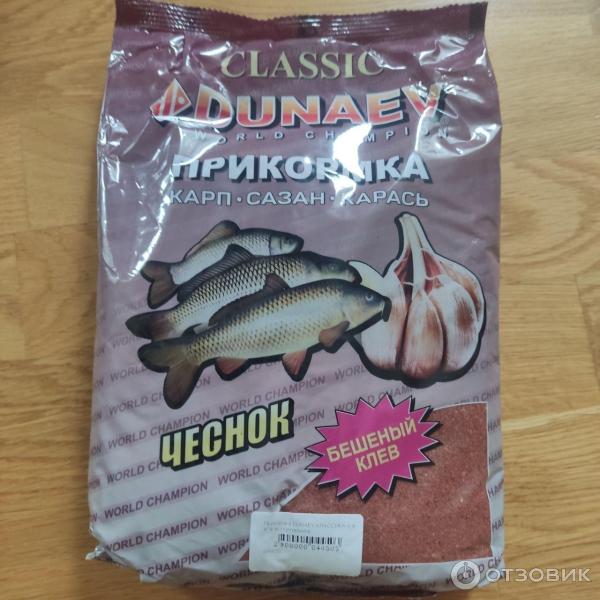 CLASSIC
DUNAEV
WORLD CHAMPION
ПРИКОРМКА
КАРП · САЗАН · КАРАСЬ
ЧЕСНОК
БЕШЕНЫЙ
КЛЕВ
WORLD CHAMPION WORLD CHAMPION
WORLD CHAMPION
WORLD CHAMPION
WORLD CHAMPION
ОТЗОВИК